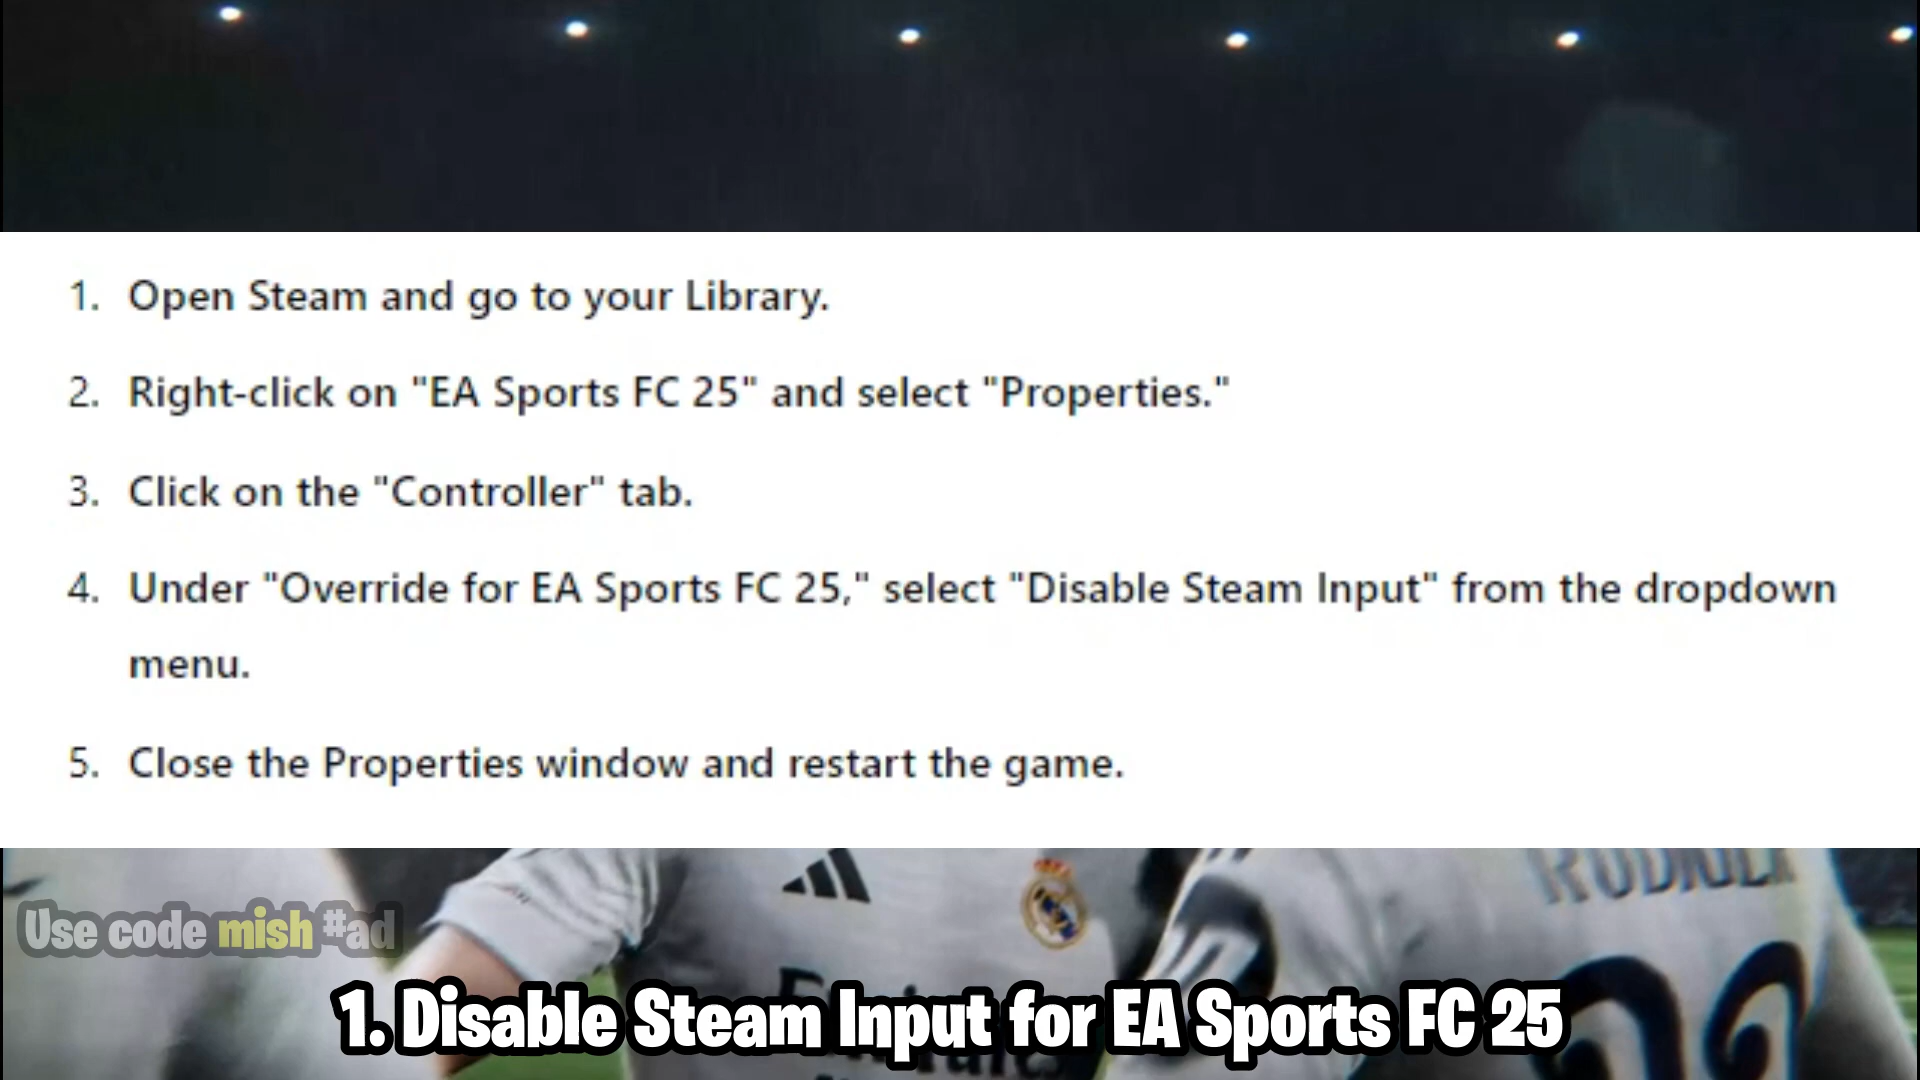 1. Open Steam and go to your Library.
2. Right-click on "EA Sports FC 25" and select "Properties."
3. Click on the "Controller" tab.
4. Under "Override for EA Sports FC 25," select "Disable Steam Input" from the dropdown
menu.
5. Close the Properties window and restart the game.
Use code mish #ad
1. Disable Steam Input for EA Sports FC 25